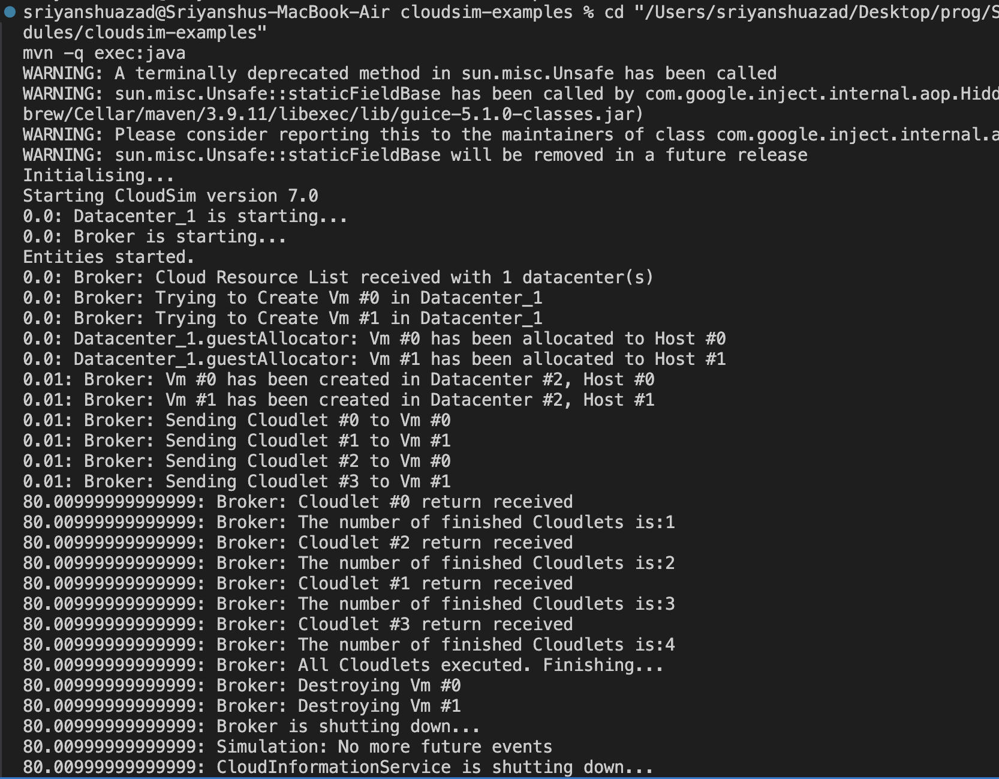 sriyanshuazad@Sriyanshus-MacBook-Air cloudsim-examples % cd "/Users/sriyanshuazad/Desktop/prog/S
dules/cloudsim-examples"
mvn -q exec:java
WARNING: A terminally deprecated method in sun.misc.Unsafe has been called
WARNING: sun.misc.Unsafe::staticFieldBase has been called by com.google.inject.internal.aop.Hidd
brew/Cellar/maven/3.9.11/libexec/lib/guice-5.1.0-classes.jar)
WARNING: Please consider reporting this to the maintainers of class com.google.inject.internal.a
WARNING: sun.misc.Unsafe::staticFieldBase will be removed in a future release
Initialising...
Starting CloudSim version 7.0
0.0: Datacenter_1 is starting...
0.0: Broker is starting...
Entities started.
0.0: Broker: Cloud Resource List received with 1 datacenter(s)
0.0: Broker: Trying to Create Vm #0 in Datacenter_1
0.0: Broker: Trying to Create Vm #1 in Datacenter_1
0.0: Datacenter_1.guestAllocator: Vm #0 has been allocated to Host #0
0.0: Datacenter_1.guestAllocator: Vm #1 has been allocated to Host #1
0.01: Broker: Vm #0 has been created in Datacenter #2, Host #0
0.01: Broker: Vm #1 has been created in Datacenter #2, Host #1
0.01: Broker: Sending Cloudlet #0 to Vm #0
0.01: Broker: Sending Cloudlet #1 to Vm #1
0.01: Broker: Sending Cloudlet #2 to Vm #0
0.01: Broker: Sending Cloudlet #3 to Vm #1
80.00999999999999: Broker: Cloudlet #0 return received
80.00999999999999: Broker: The number of finished Cloudlets is:1
80.00999999999999: Broker: Cloudlet #2 return received
80.00999999999999: Broker: The number of finished Cloudlets is:2
80.00999999999999: Broker: Cloudlet #1 return received
80.00999999999999: Broker: The number of finished Cloudlets is:3
80.00999999999999: Broker: Cloudlet #3 return received
80.00999999999999: Broker: The number of finished Cloudlets is:4
80.00999999999999: Broker: All Cloudlets executed. Finishing...
80.00999999999999: Broker: Destroying Vm #0
80.00999999999999: Broker: Destroying Vm #1
80.00999999999999: Broker is shutting down...
80.00999999999999: Simulation: No more future events
80.00999999999999: CloudInformationService is shutting down...